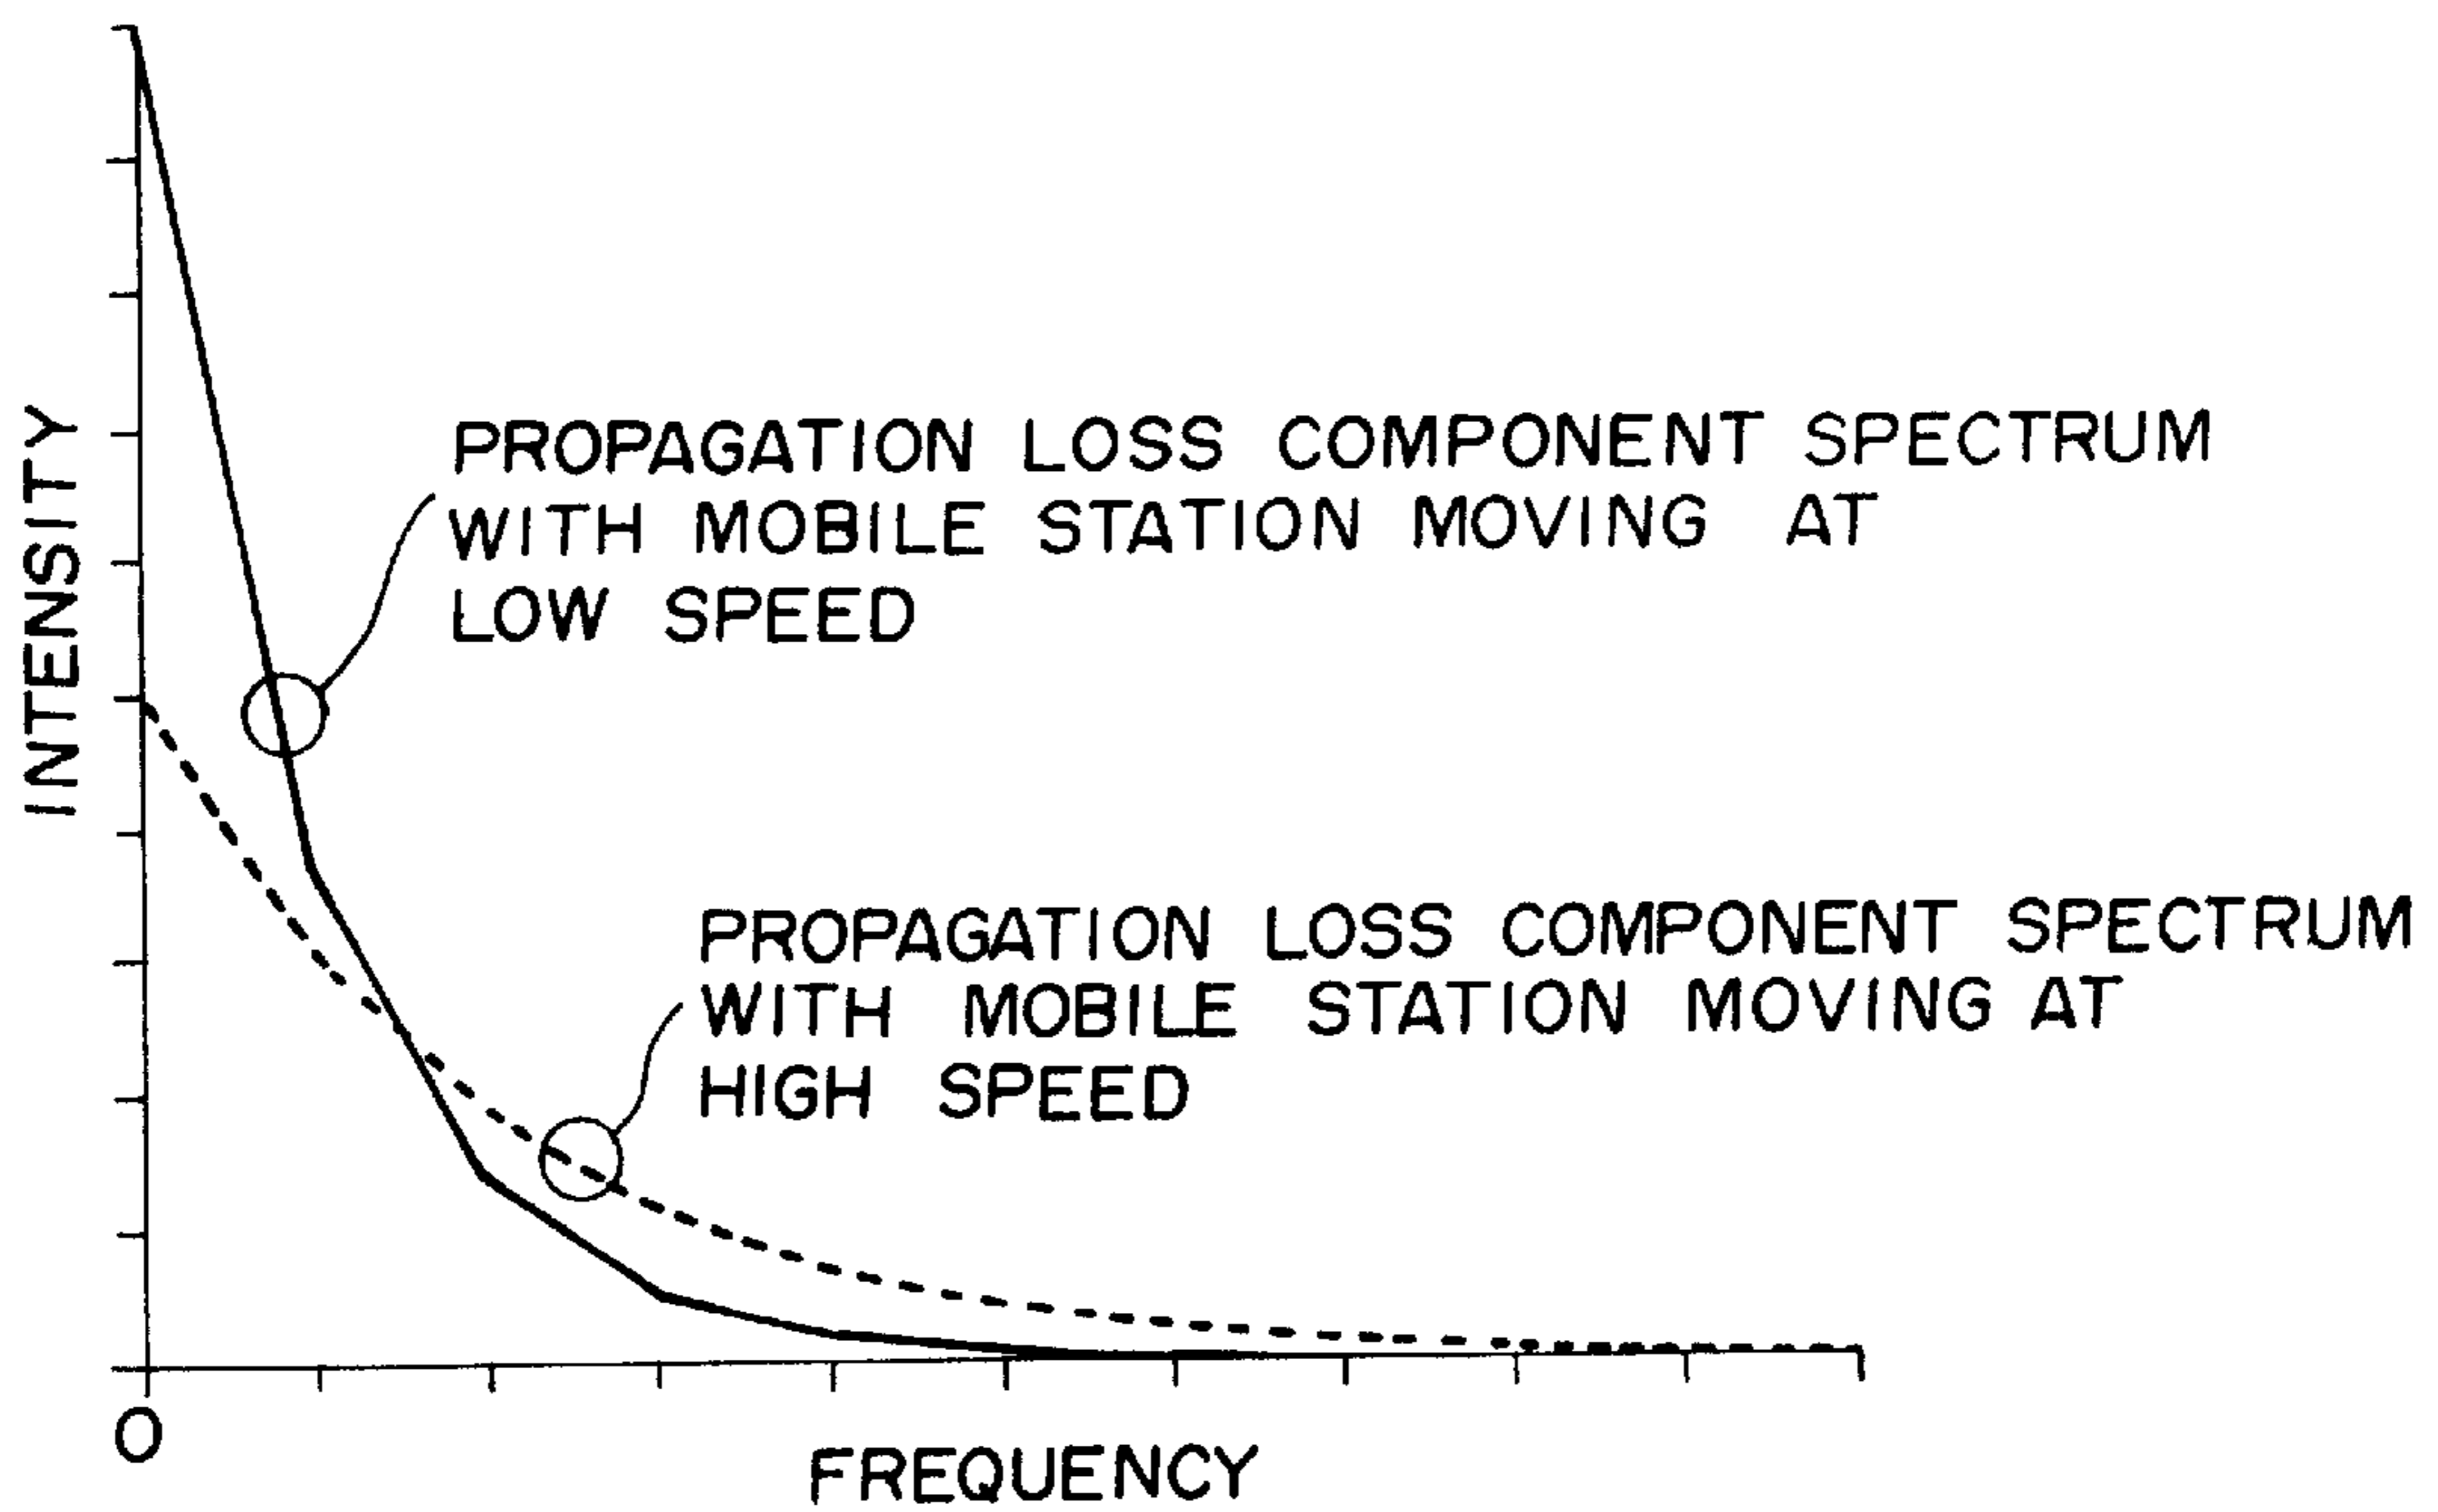 INTENSITY
PROPAGATION LOSS COMPONENT SPECTRUM
WITH MOBILE STATION MOVING AT
LOW SPEED
PROPAGATION LOSS COMPONENT SPECTRUM
WITH MOBILE STATION MOVING AT
HIGH SPEED
0
FREQUENCY